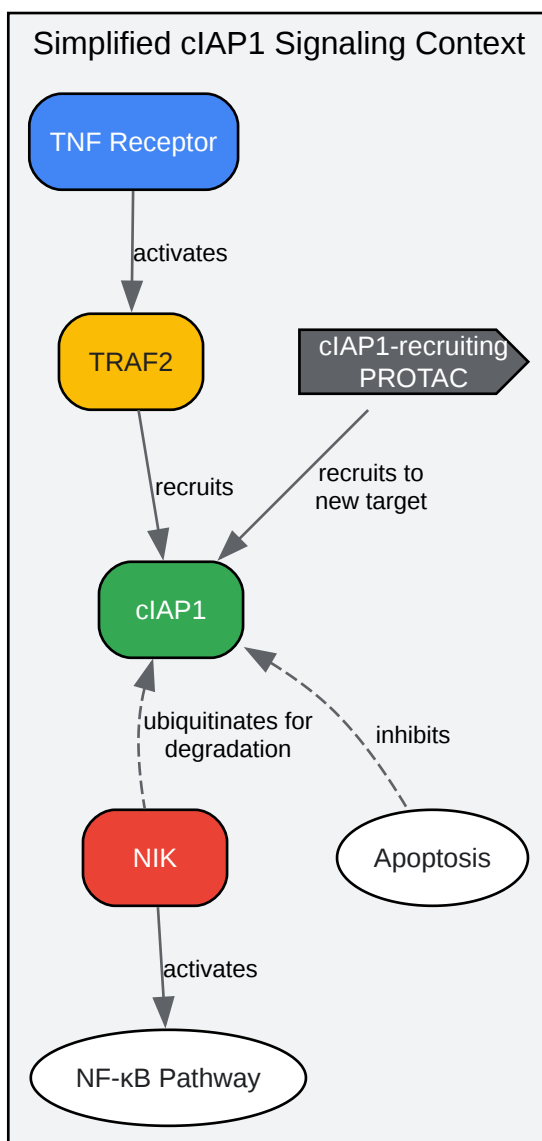 Simplified cIAP1 Signaling Context
TNF Receptor
activates
TRAF2
cIAP1-recruiting
PROTAC
recruits
recruits to
new target
cIAP1
ubiquitinates for
degradation
inhibits
NIK
Apoptosis
activates
NF-κB Pathway